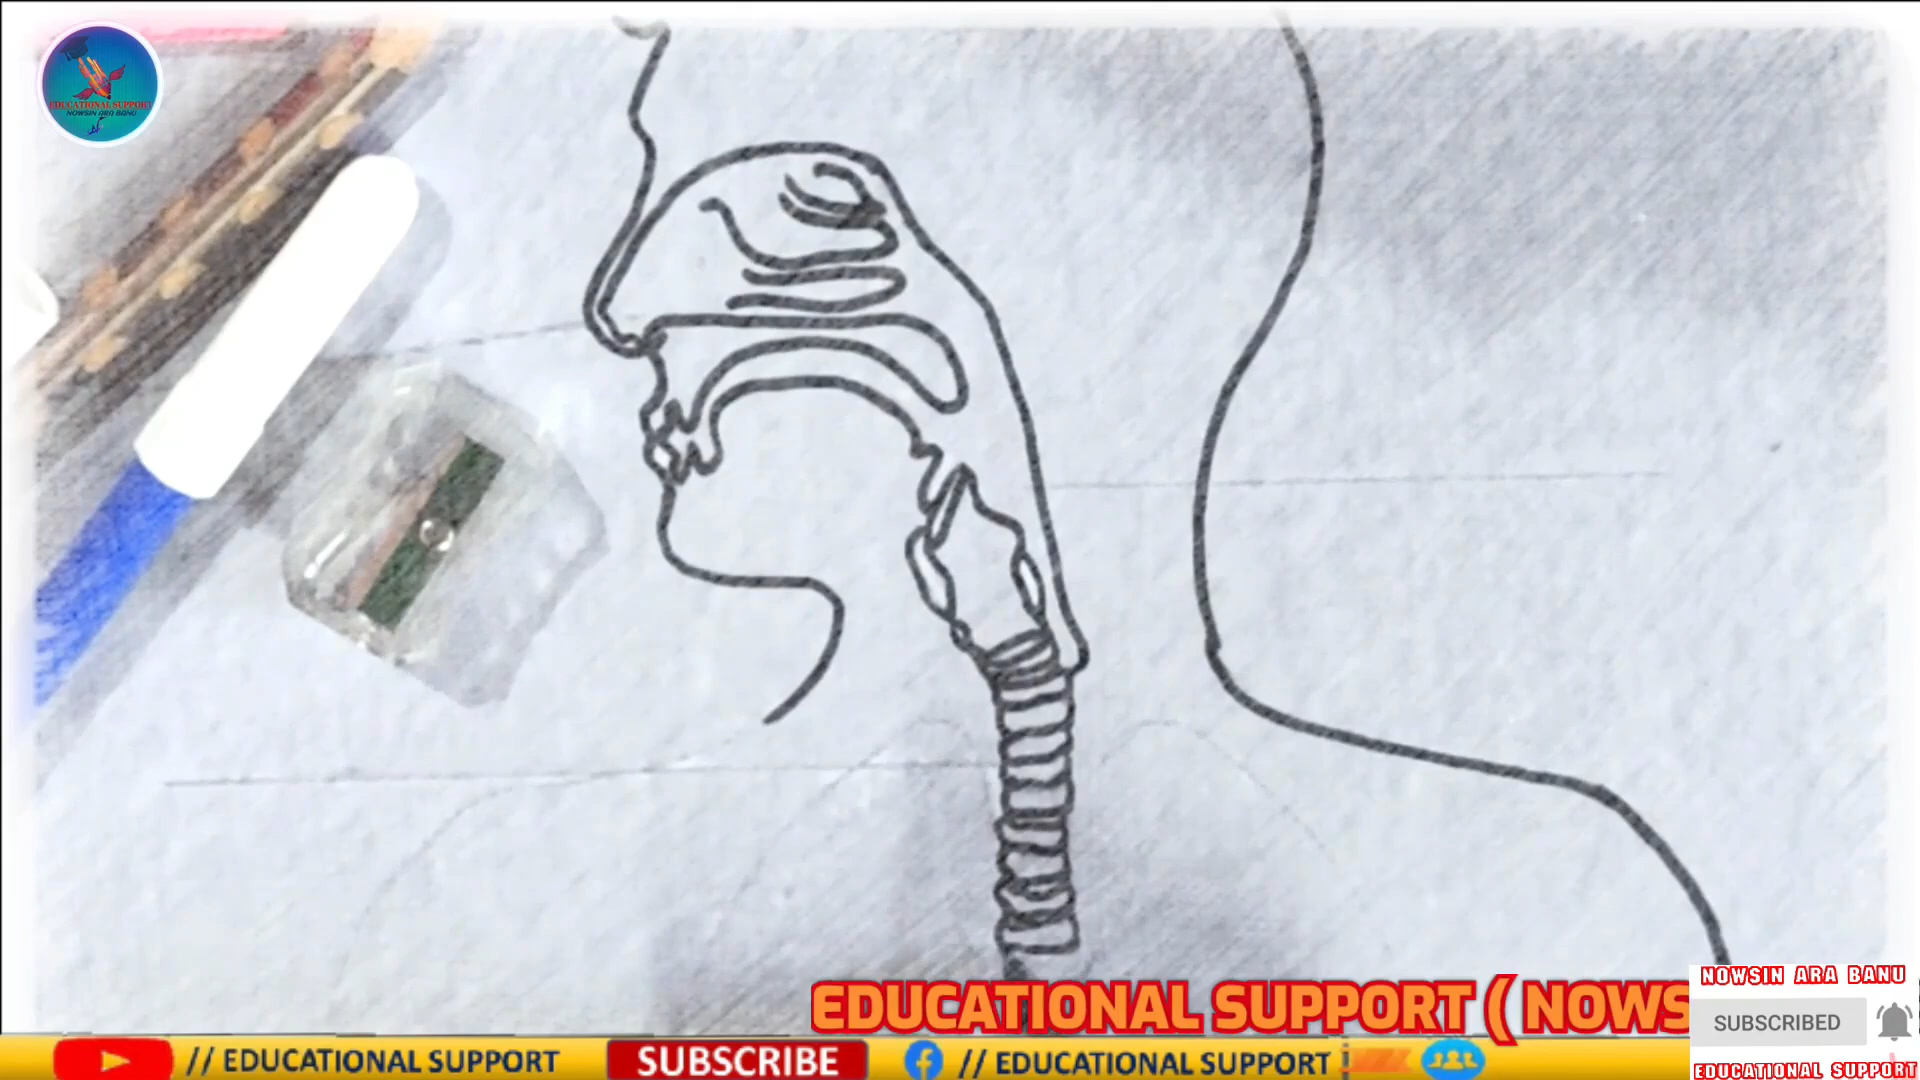 EDUCATIONAL SUPPORT
NOWSIN ARA BANU
EDUCATIONAL SUPPORT ( NOWS
NOWSIN ARA BANU
SUBSCRIBED
EDUCATIONAL SUPPORT
// EDUCATIONAL SUPPORT
SUBSCRIBE
// EDUCATIONAL SUPPORT